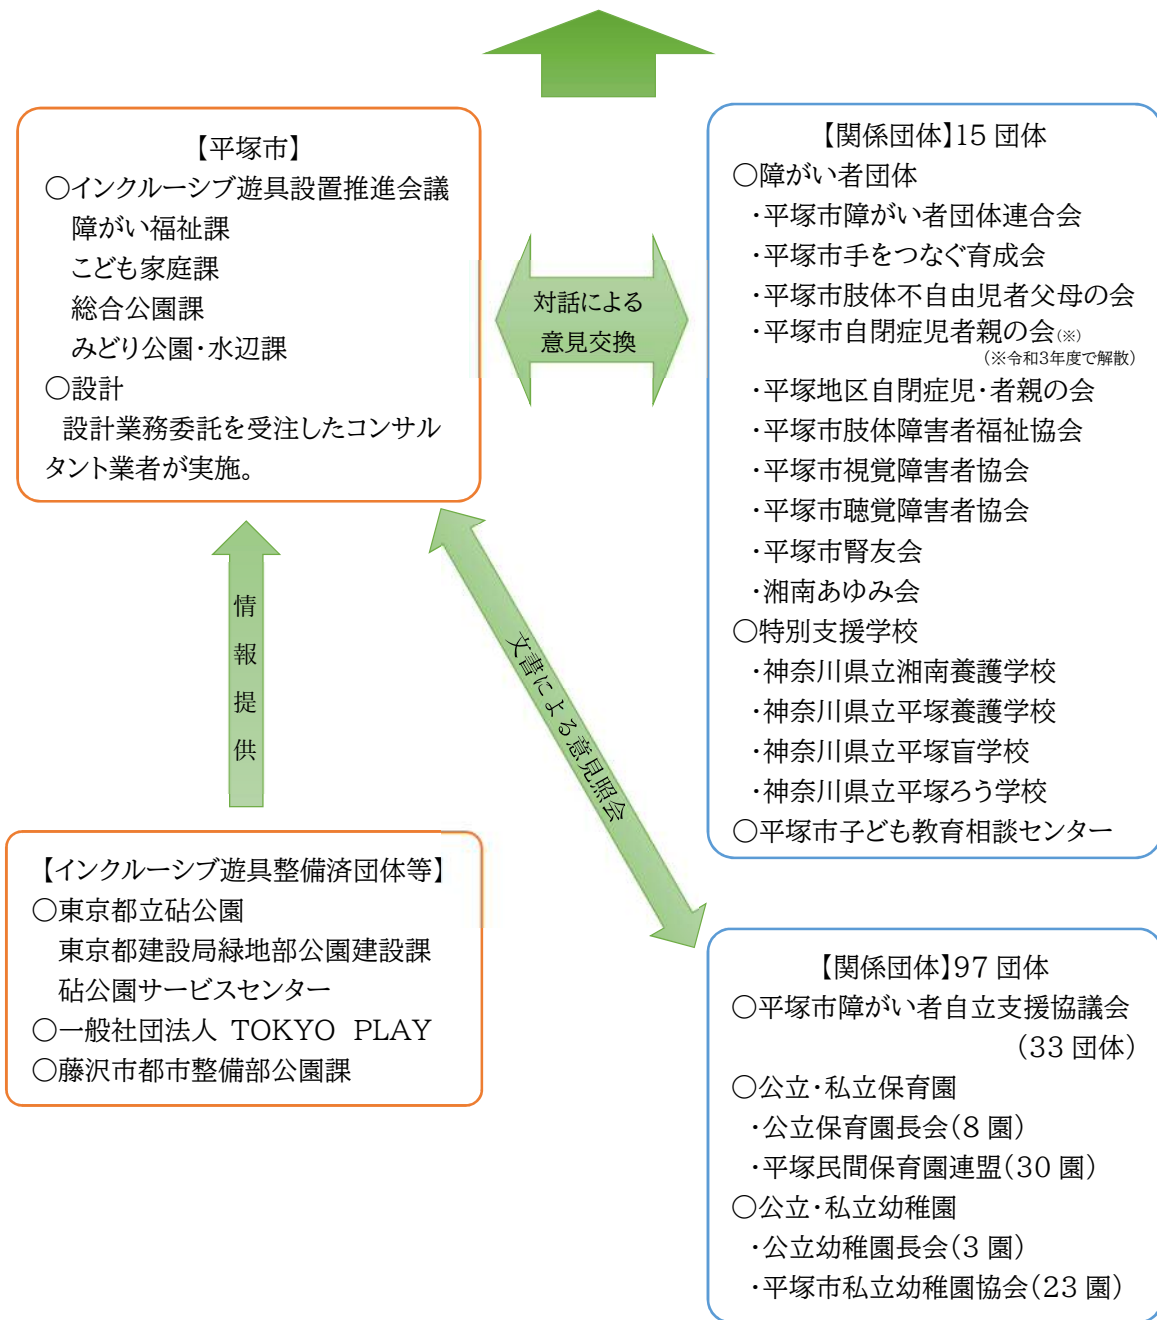 【平塚市】
○インクルーシブ遊具設置推進会議
障がい福祉課
こども家庭課
総合公園課
みどり公園・水辺課
○設計
設計業務委託を受注したコンサル
タント業者が実施。
対話による
意見交換
【関係団体】15 団体
○障がい者団体
・平塚市障がい者団体連合会
・平塚市手をつなぐ育成会
・平塚市肢体不自由児者父母の会
・平塚市自閉症児者親の会(※)
(※令和3年度で解散)
・平塚地区自閉症児・者親の会
・平塚市肢体障害者福祉協会
・平塚市視覚障害者協会
・平塚市聴覚障害者協会
・平塚市腎友会
・湘南あゆみ会
○特別支援学校
・神奈川県立湘南養護学校
・神奈川県立平塚養護学校
・神奈川県立平塚盲学校
・神奈川県立平塚ろう学校
○平塚市子ども教育相談センター
情報提供
文書による意見照会
【インクルーシブ遊具整備済団体等】
○東京都立砧公園
東京都建設局緑地部公園建設課
砧公園サービスセンター
○一般社団法人 TOKYO PLAY
○藤沢市都市整備部公園課
【関係団体】97 団体
○平塚市障がい者自立支援協議会
(33 団体)
○公立・私立保育園
・公立保育園長会(8 園)
・平塚民間保育園連盟(30 園)
○公立・私立幼稚園
・公立幼稚園長会(3 園)
・平塚市私立幼稚園協会(23 園)